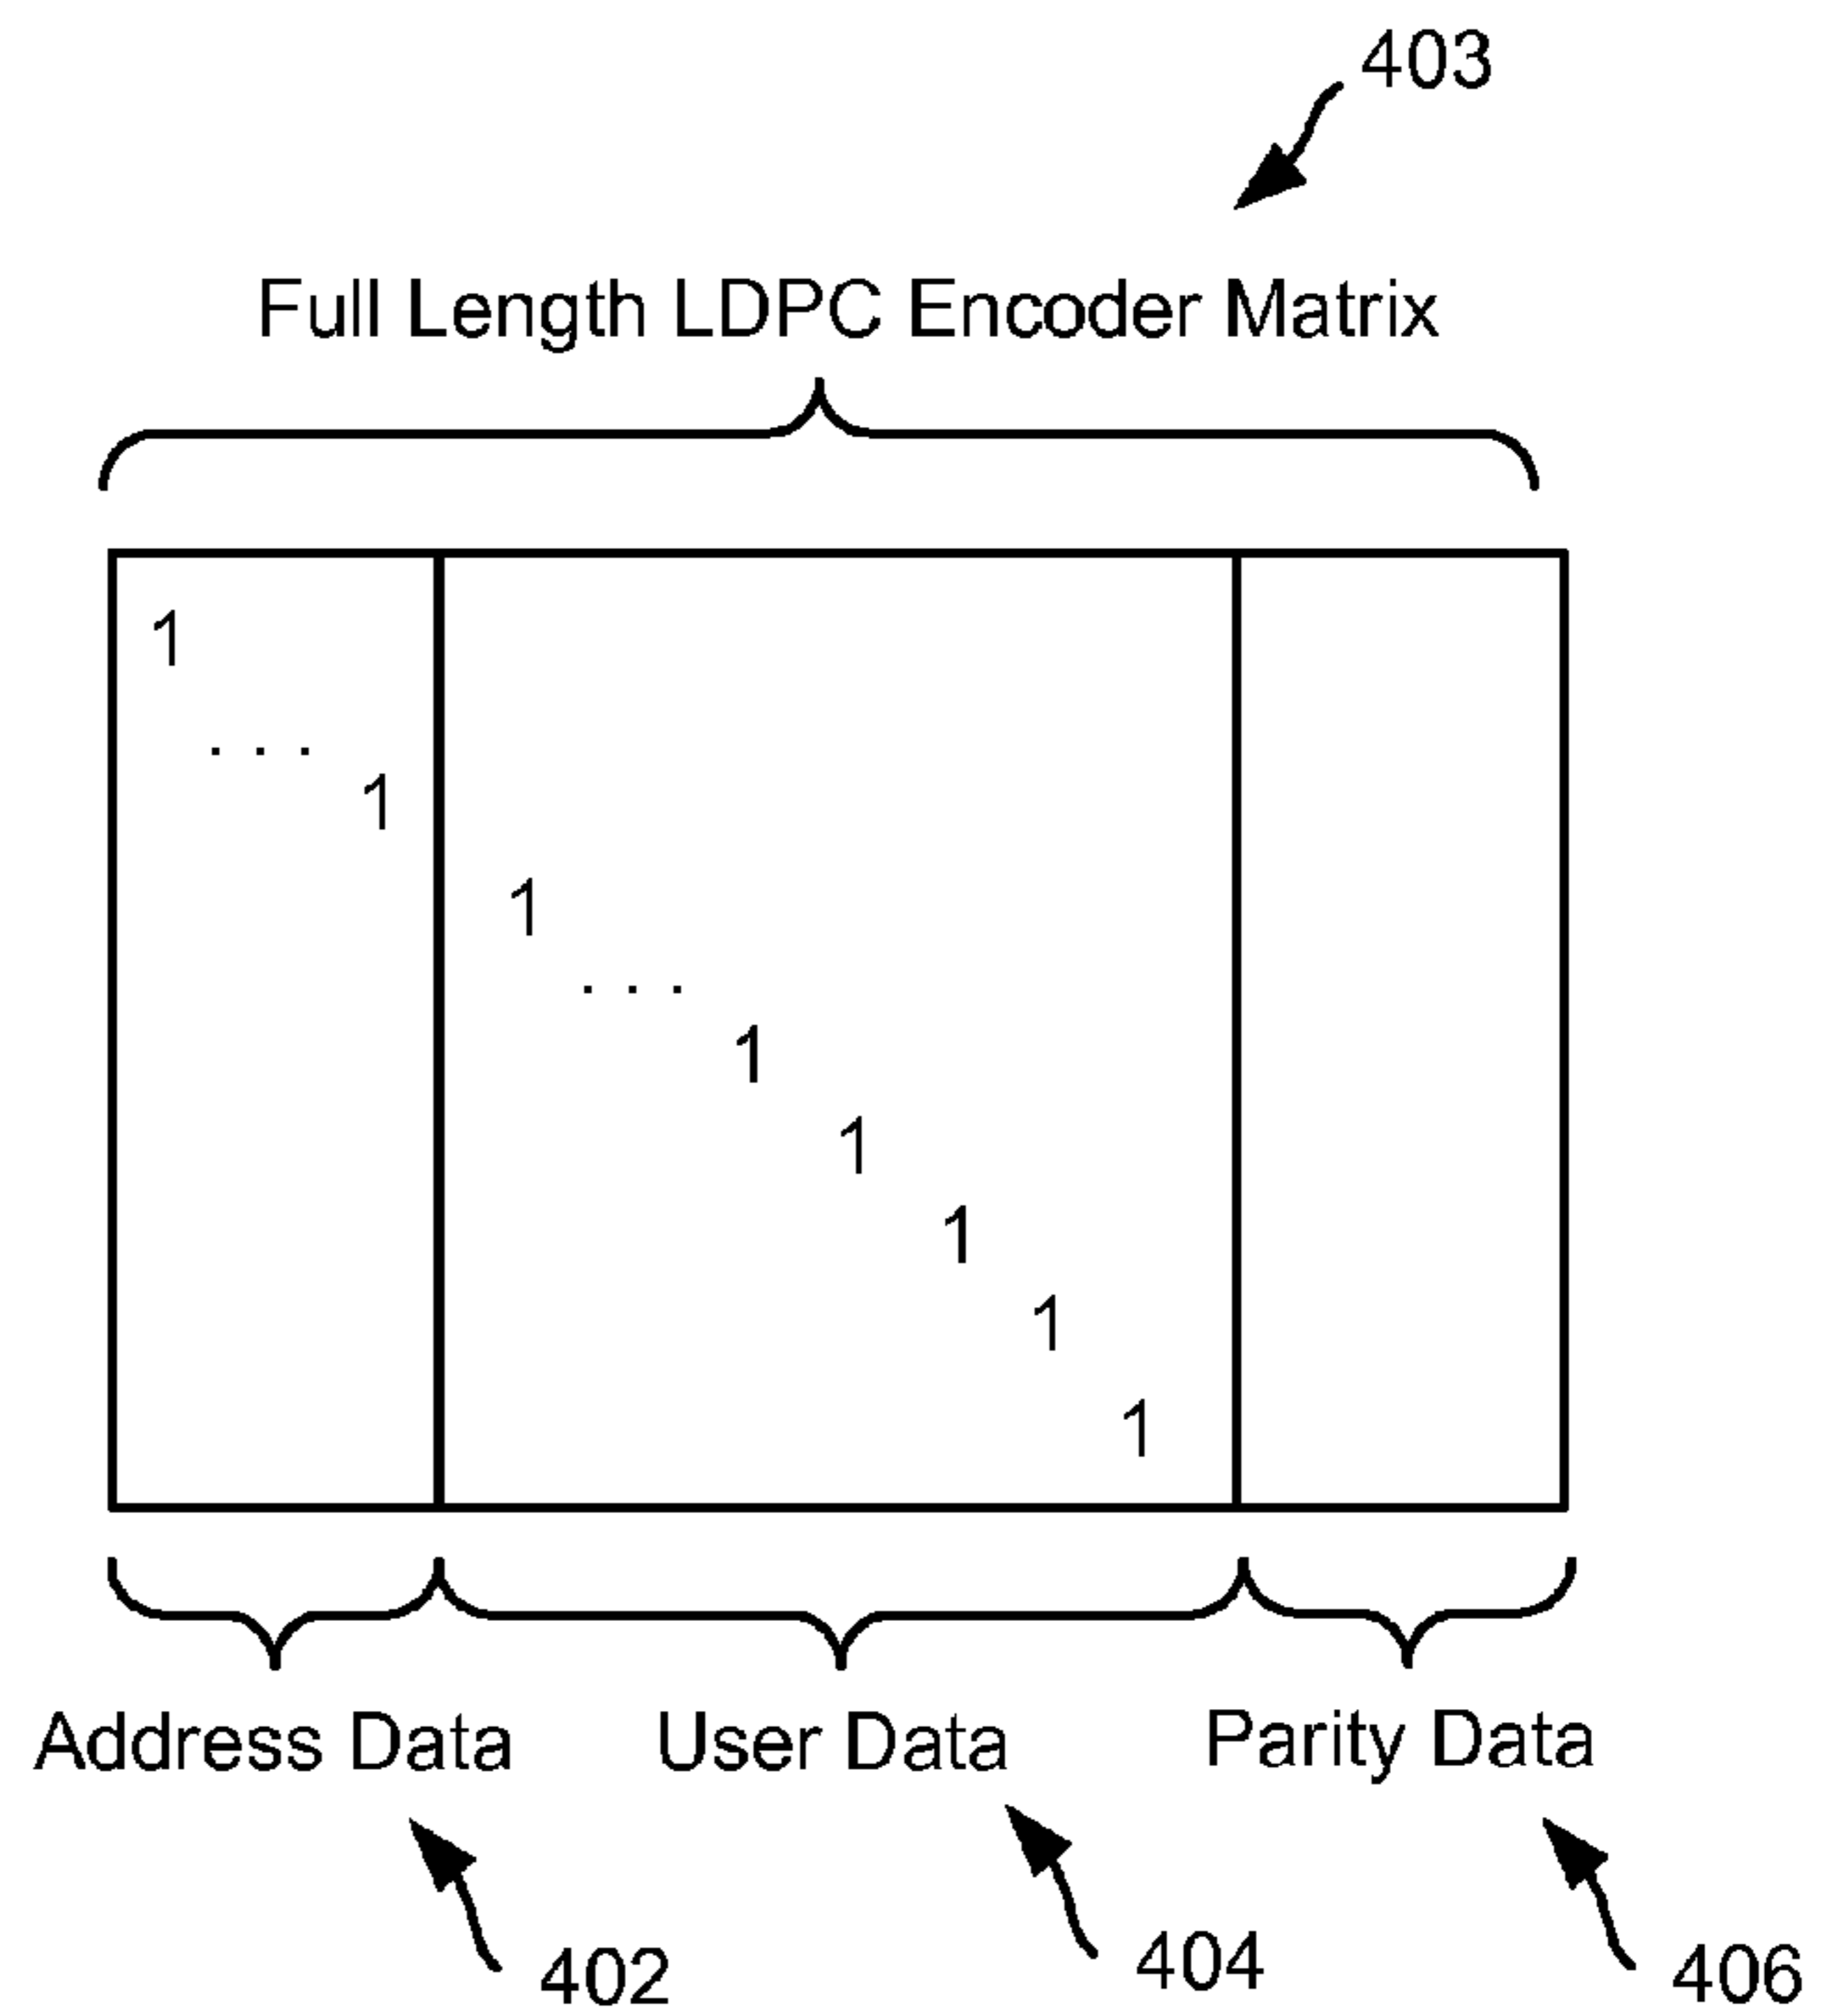 403
Full Length LDPC Encoder Matrix
1
. . .
1
1
. . .
1
1
1
1
1
Address Data
User Data
Parity Data
402
404
406